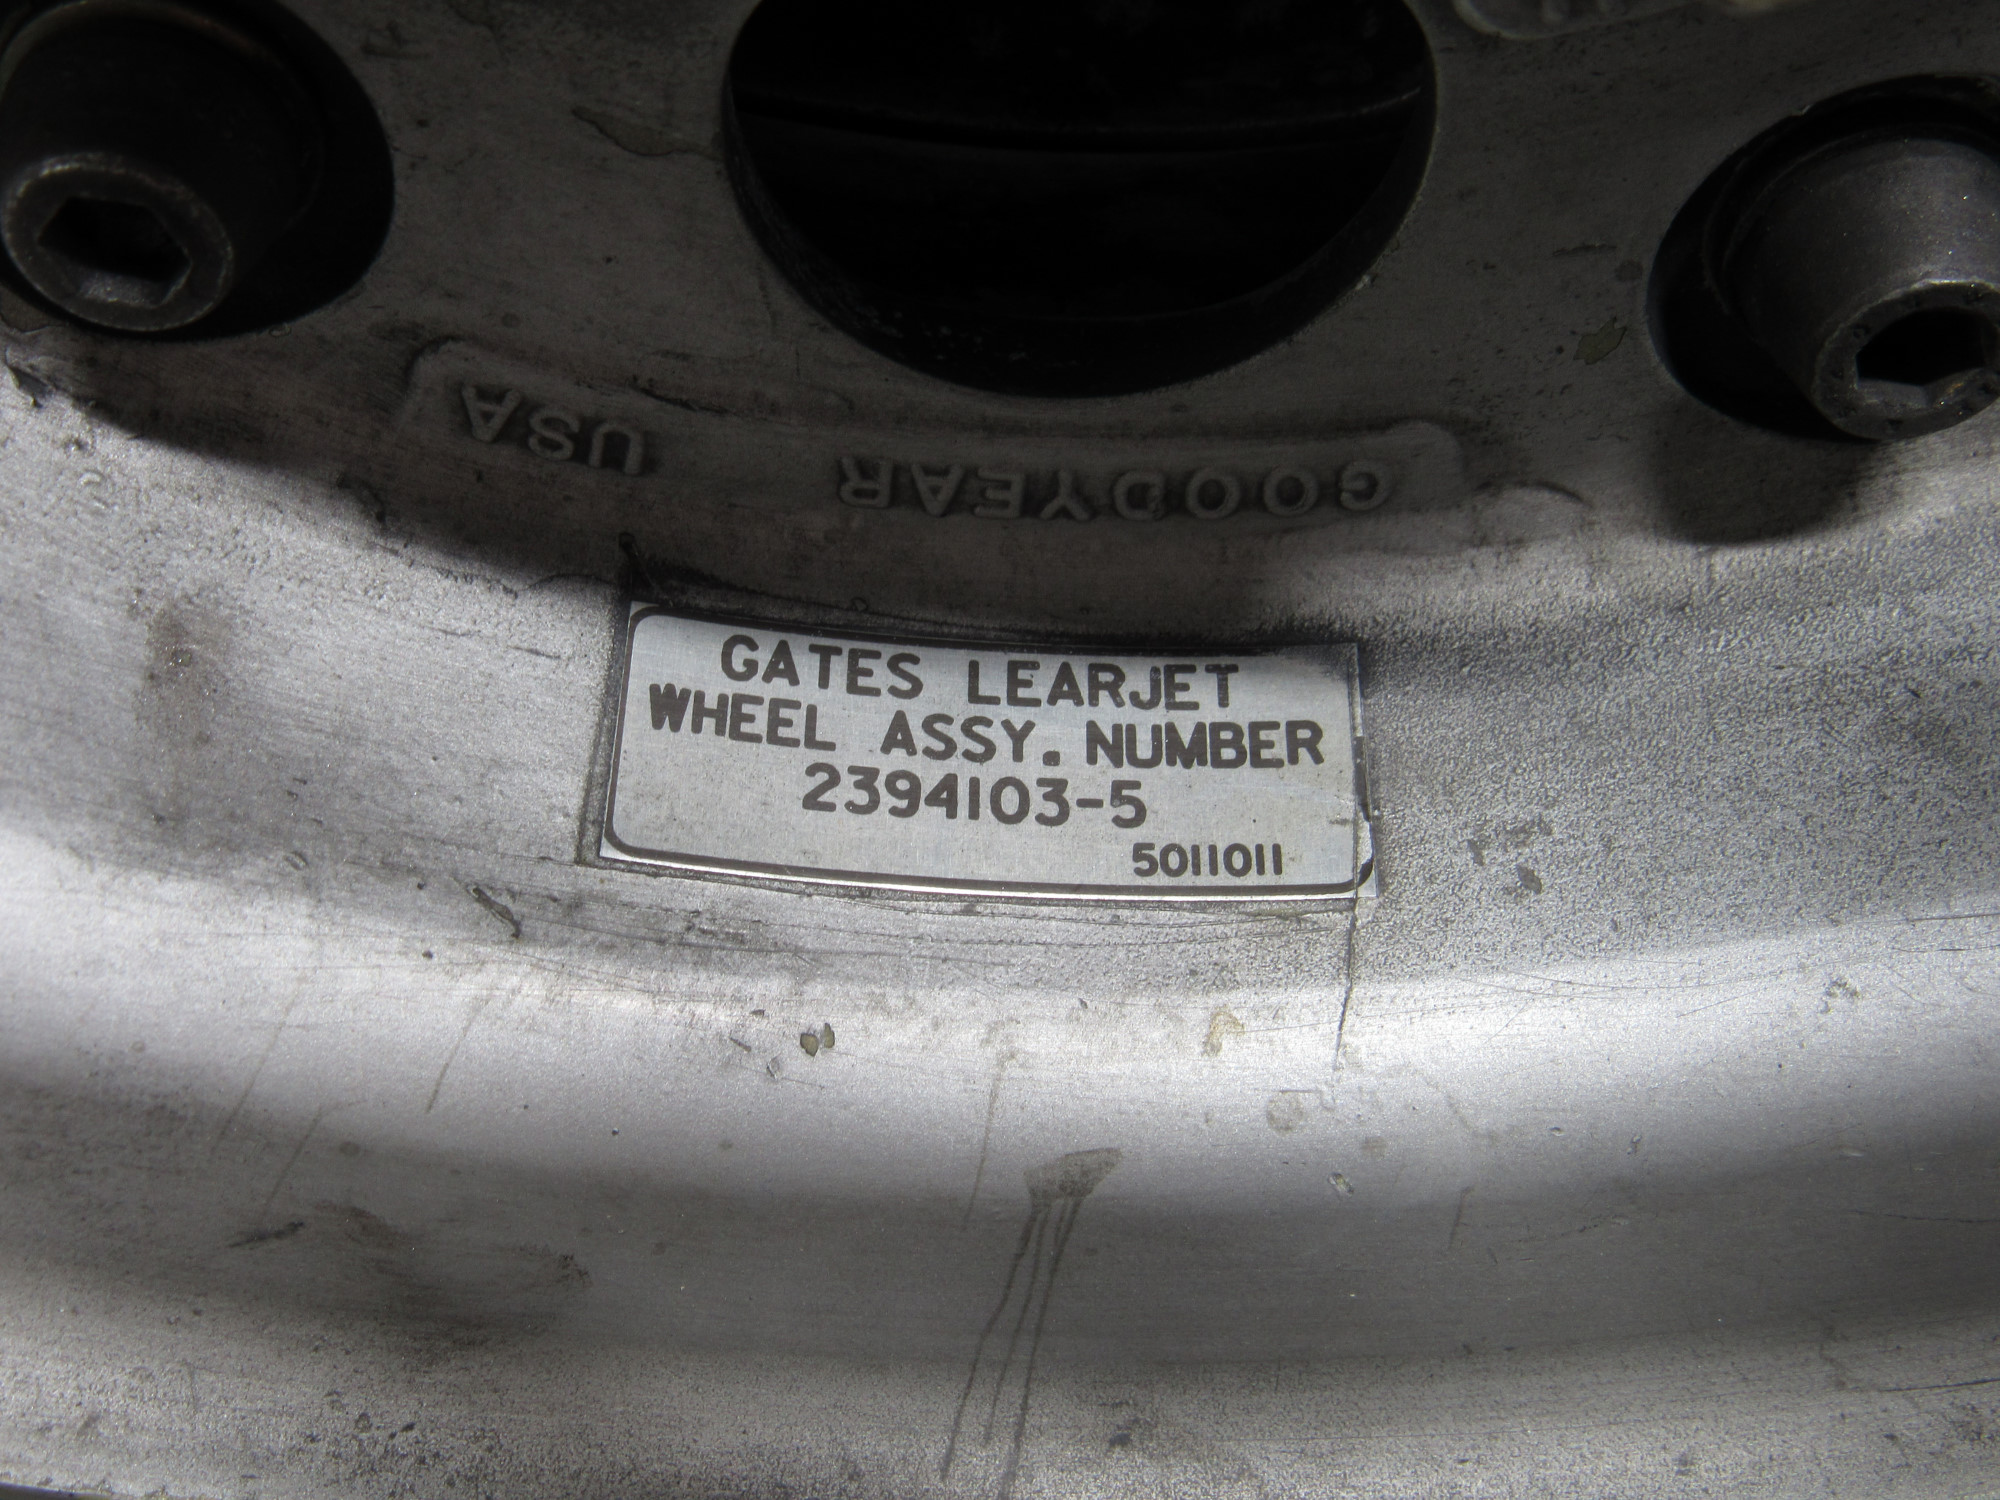 GOODYEAR USA
GATES LEARJET
WHEEL ASSY. NUMBER
2394103-5
5011011